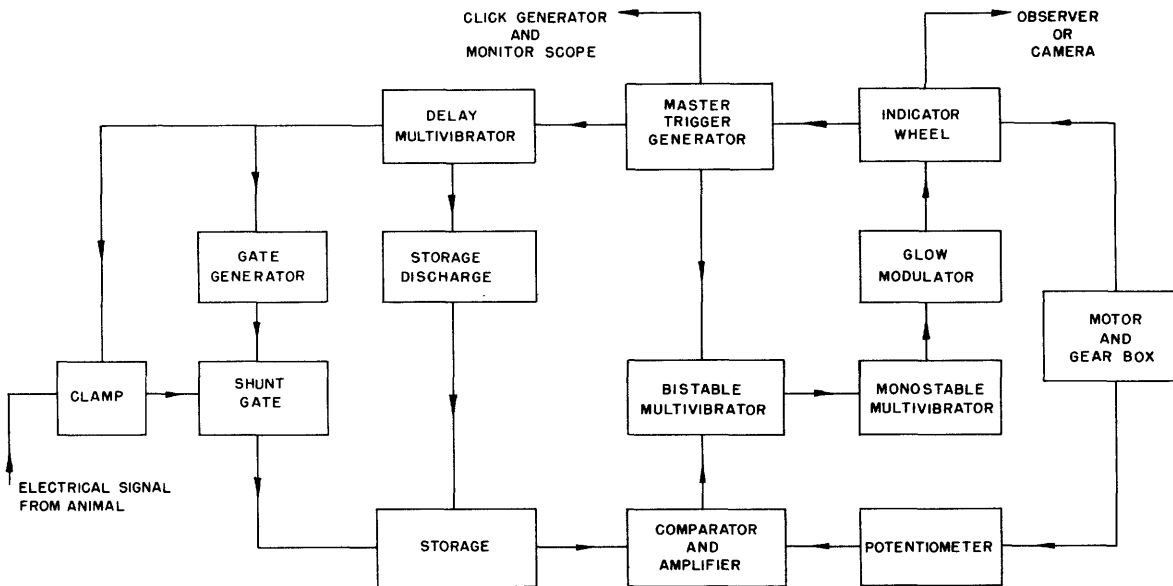 CLICK GENERATOR
AND
MONITOR SCOPE
OBSERVER
OR
CAMERA
DELAY
MULTIVIBRATOR
MASTER
TRIGGER
GENERATOR
INDICATOR
WHEEL
GATE
GENERATOR
STORAGE
DISCHARGE
GLOW
MODULATOR
MOTOR
AND
GEAR BOX
CLAMP
SHUNT
GATE
BISTABLE
MULTIVIBRATOR
MONOSTABLE
MULTIVIBRATOR
ELECTRICAL SIGNAL
FROM ANIMAL
STORAGE
COMPARATOR
AND
AMPLIFIER
POTENTIOMETER